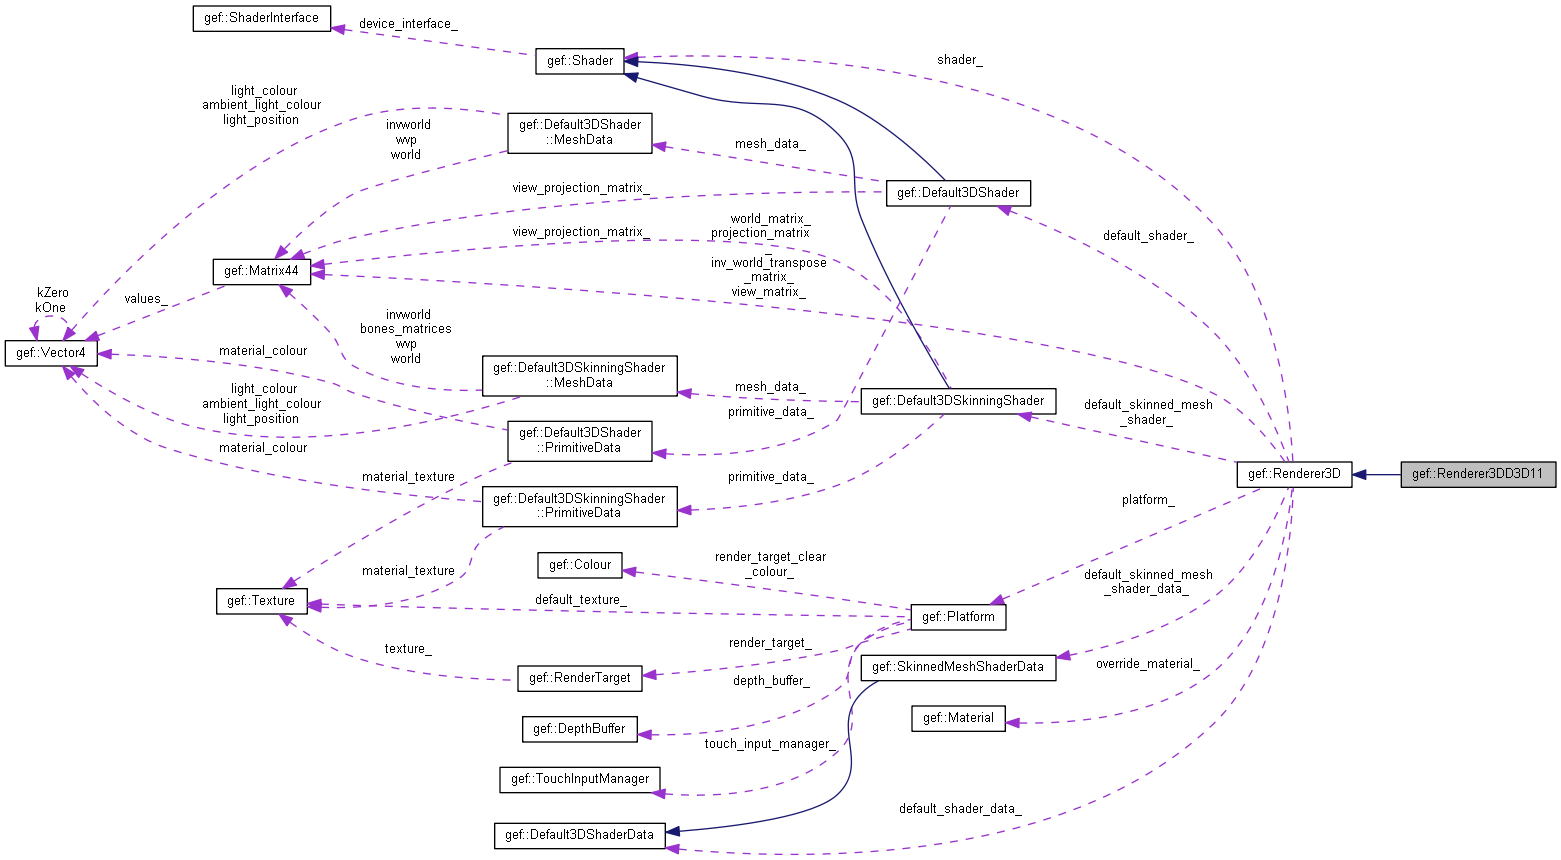 gef::ShaderInterface
device_interface_
gef::Shader
shader_
light_colour
ambient_light_colour
light_position
gef::Default3DShader
::MeshData
invworld
wvp
world
mesh_data_
view_projection_matrix_
gef::Default3DShader
world_matrix_
projection_matrix
_
view_projection_matrix_
default_shader_
inv_world_transpose
_matrix_
view_matrix_
gef::Matrix44
values_
kZero
kOne
gef::Vector4
invworld
bones_matrices
wvp
world
material_colour
gef::Default3DSkinningShader
::MeshData
mesh_data_
gef::Default3DSkinningShader
light_colour
ambient_light_colour
light_position
primitive_data_
default_skinned_mesh
_shader_
gef::Default3DShader
::PrimitiveData
material_colour
material_texture
primitive_data_
gef::Renderer3D
gef::Renderer3DD3D11
gef::Default3DSkinningShader
::PrimitiveData
platform_
gef::Colour
render_target_clear
_colour_
material_texture
default_skinned_mesh
_shader_data_
gef::Texture
default_texture_
gef::Platform
texture_
render_target_
gef::RenderTarget
gef::SkinnedMeshShaderData
override_material_
depth_buffer_
gef::DepthBuffer
gef::Material
touch_input_manager_
gef::TouchInputManager
default_shader_data_
gef::Default3DShaderData